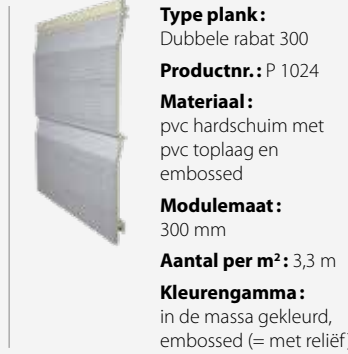 Type plank:
Dubbele rabat 300
Productnr.: P 1024
Materiaal:
pvc hardschuim met
pvc toplaag en
embossed
Modulemaat:
300 mm
Aantal per m²: 3,3 m
Kleurengamma:
in de massa gekleurd,
embossed (= met reliëf)